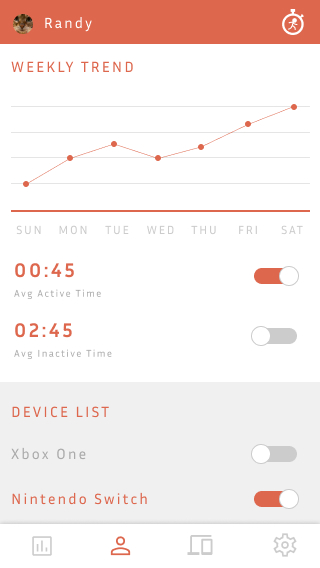 Randy
WEEKLY TREND
SUN MON TUE WED THU FRI SAT
00:45
Avg Active Time
02:45
Avg Inactive Time
DEVICE LIST
Xbox One
Nintendo Switch